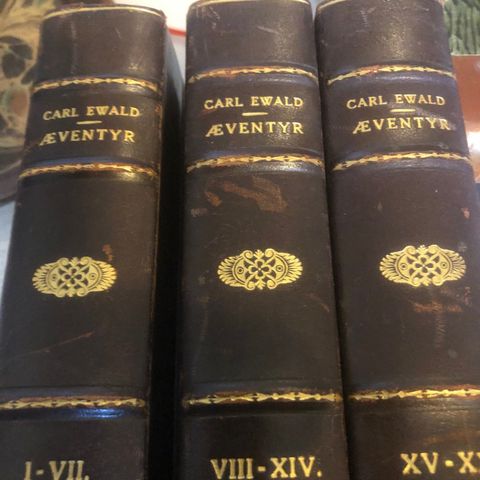 CARL EWALD
ÆVENTYR
I-VII.
CARL EWALD
ÆVENTYR
VIII-XIV.
CARL EWALD
ÆVENTYR